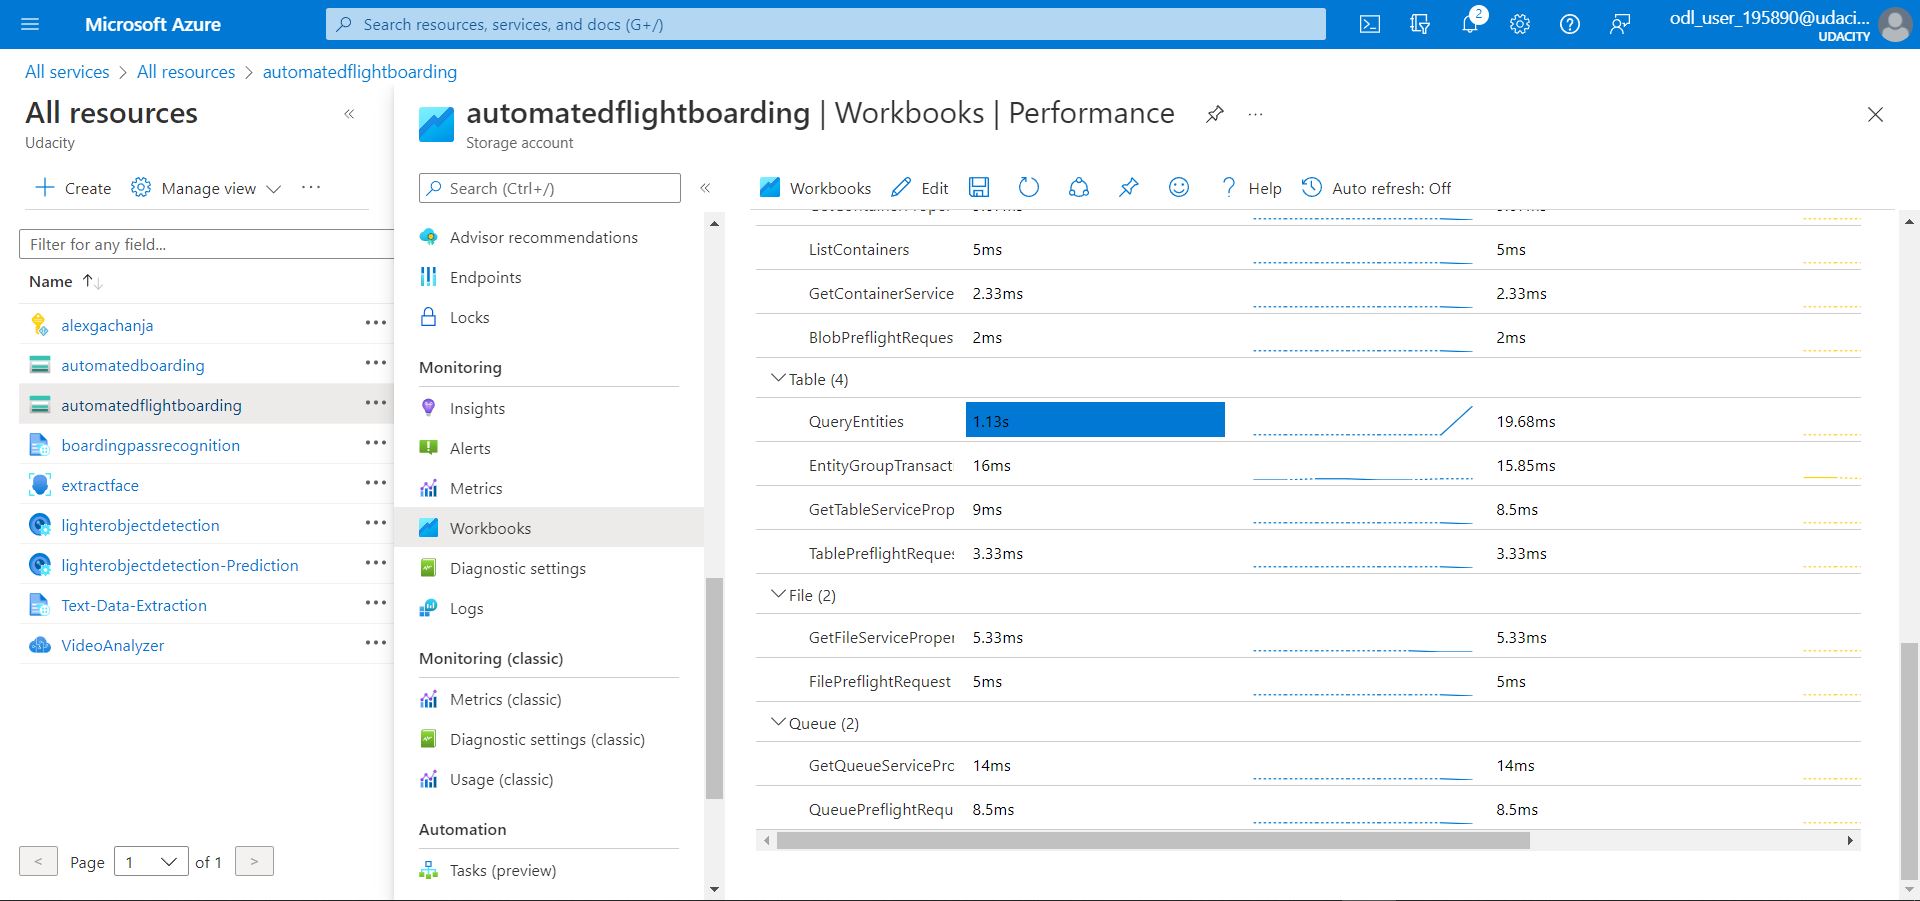 Microsoft Azure
Search resources, services, and docs (G+/)
2
odl_user_195890@udaci...
UDACITY
All services > All resources > automatedflightboarding
All resources
Udacity
Create
Manage view
...
Filter for any field...
Name
alexgachanja
automatedboarding
automatedflightboarding
boardingpassrecognition
extractface
lighterobjectdetection
lighterobjectdetection-Prediction
Text-Data-Extraction
VideoAnalyzer
< Page 1 of 1 >
automatedflightboarding | Workbooks | Performance
Storage account
Search (Ctrl+/)
Advisor recommendations
Endpoints
Locks
Monitoring
Insights
Alerts
Metrics
Workbooks
Diagnostic settings
Logs
Monitoring (classic)
Metrics (classic)
Diagnostic settings (classic)
Usage (classic)
Automation
Tasks (preview)
Workbooks Edit ? Help Auto refresh: Off
ListContainers 5ms 5ms
GetContainerService 2.33ms 2.33ms
BlobPreflightReques 2ms 2ms
Table (4)
QueryEntities 1.13s 19.68ms
EntityGroupTransact 16ms 15.85ms
GetTableServiceProp 9ms 8.5ms
TablePreflightReque 3.33ms 3.33ms
File (2)
GetFileServiceProper 5.33ms 5.33ms
FilePreflightRequest 5ms 5ms
Queue (2)
GetQueueServicePro 14ms 14ms
QueuePreflightRequ 8.5ms 8.5ms